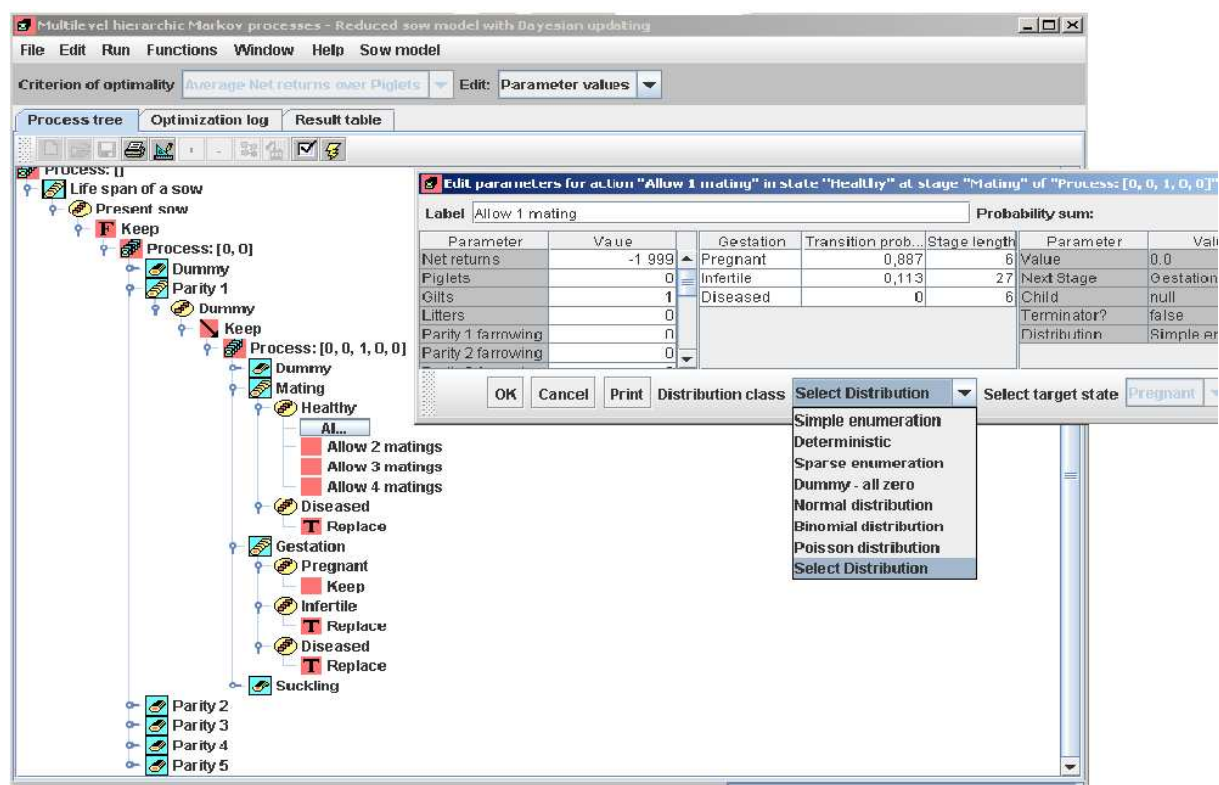 Multilevel hierarchic Markov processes - Reduced sow model with Bayesian updating
File Edit Run Functions Window Help Sow model
Criterion of optimality Average Net returns over Piglets Edit: Parameter values
Process tree Optimization log Result table
Process: []
Life span of a sow
Present sow
F Keep
Process: [0, 0]
Dummy
Parity 1
Dummy
Keep
Process: [0, 0, 1, 0, 0]
Dummy
Mating
Healthy
Al...
Allow 2 matings
Allow 3 matings
Allow 4 matings
Diseased
T Replace
Gestation
Pregnant
Keep
Infertile
T Replace
Diseased
T Replace
Suckling
Parity 2
Parity 3
Parity 4
Parity 5
Edit parameters for action "Allow 1 mating" in state "Healthy" at stage "Mating" of "Process: [0, 0, 1, 0, 0]"
Label Allow 1 mating Probability sum:
Parameter Value Gestation Transition prob... Stage length Parameter Val
Net returns -1 999 Pregnant 0,887 6 Value 0.0
Piglets 0 Infertile 0,113 27 Next Stage Gestation
Gilts 1 Diseased 0 6 Child null
Litters 0 Terminator? false
Parity 1 farrowing 0 Distribution Simple en
Parity 2 farrowing 0
OK Cancel Print Distribution class Select Distribution Select target state Pregnant
Simple enumeration
Deterministic
Sparse enumeration
Dummy - all zero
Normal distribution
Binomial distribution
Poisson distribution
Select Distribution